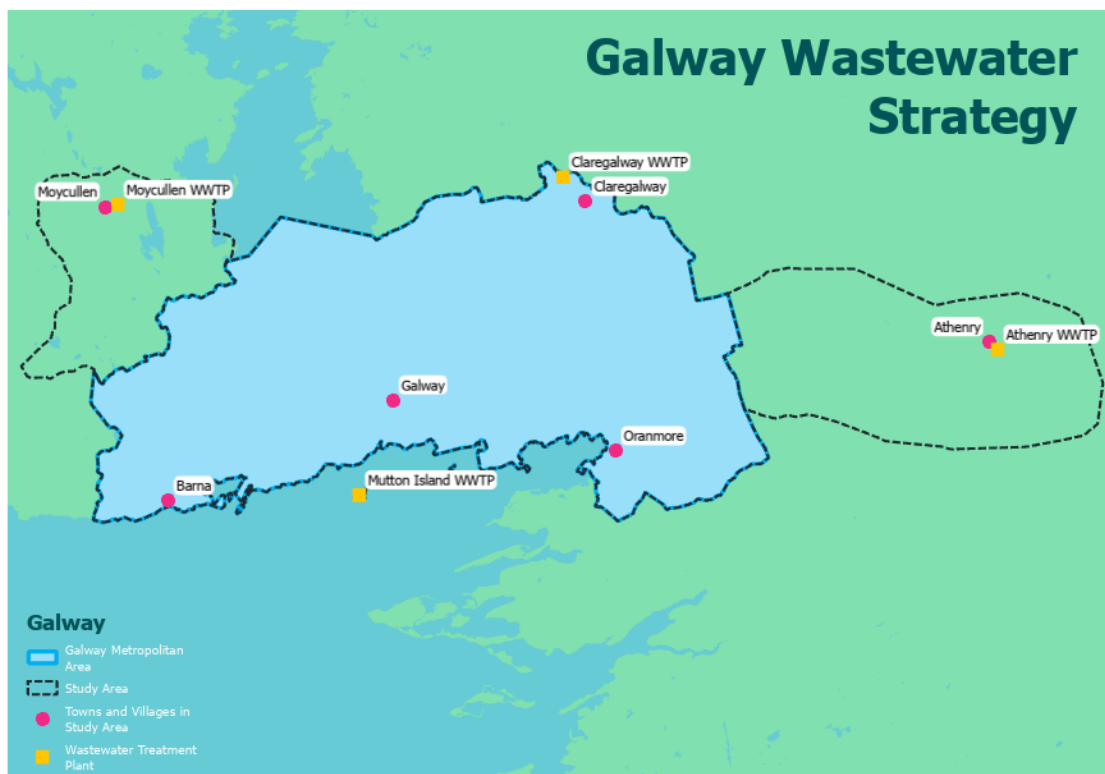 Galway Wastewater
Strategy
Claregalway WWTP
Claregalway
Moycullen
Moycullen WWTP
Athenry
Athenry WWTP
Galway
Oranmore
Mutton Island WWTP
Barna
Galway
Galway Metropolitan
Area
Study Area
Towns and Villages in
Study Area
Wastewater Treatment
Plant